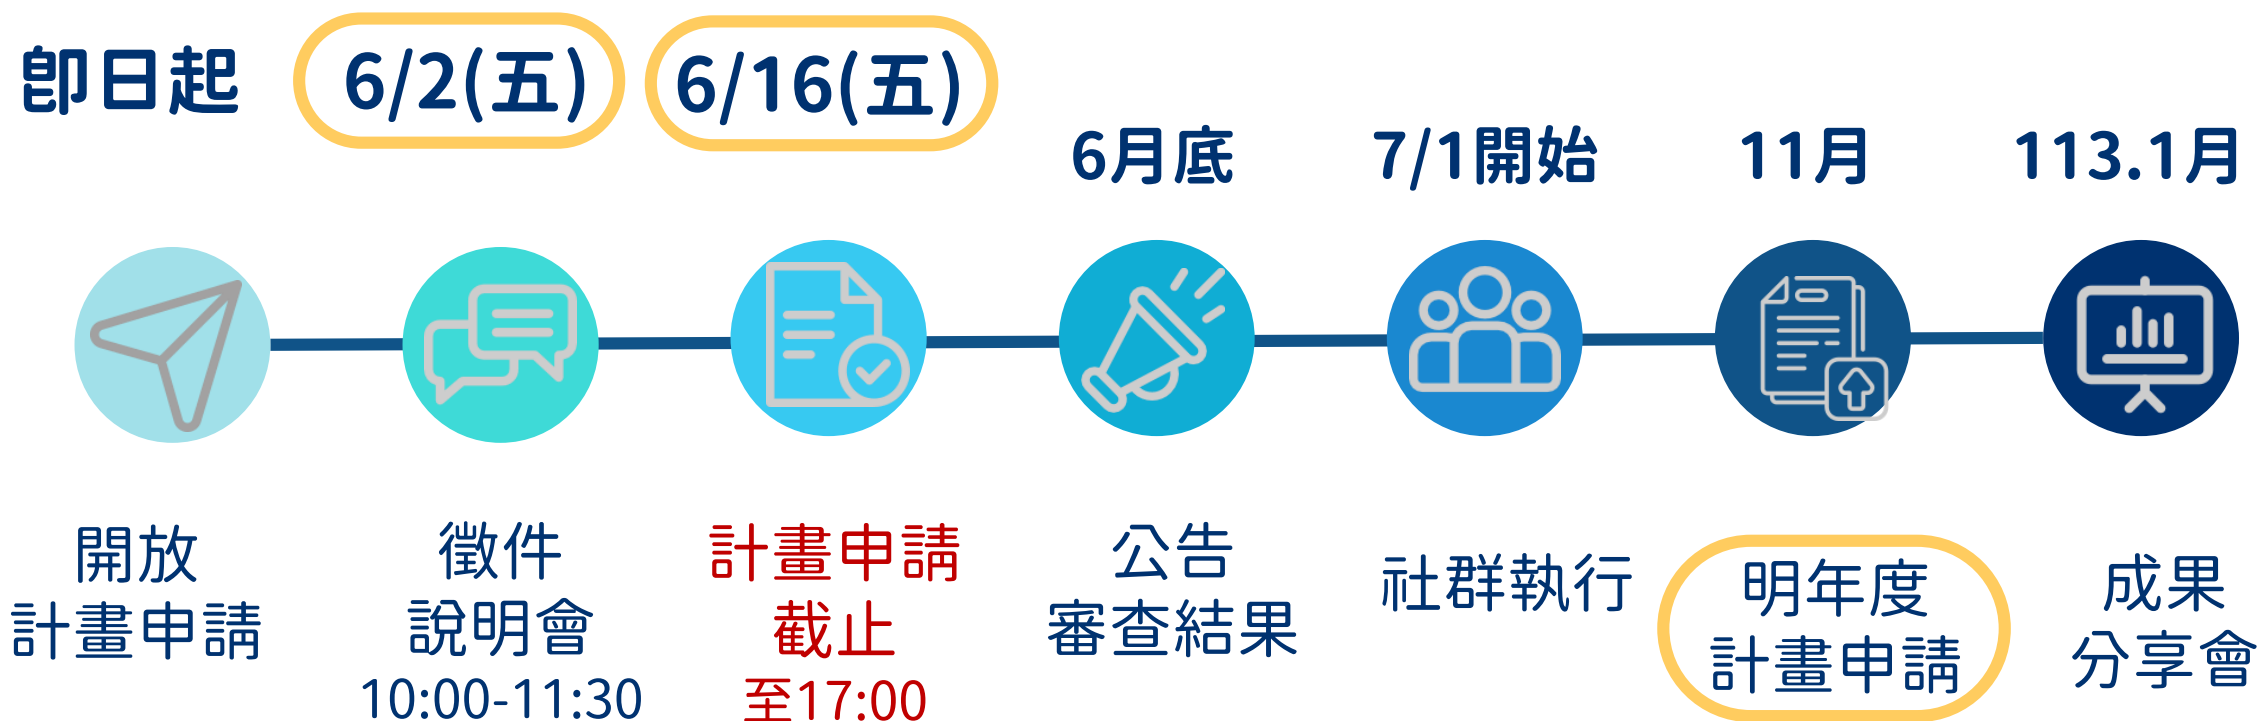 即日起
6/2(五)
6/16(五)
6月底
7/1開始
11月
113.1月
開放
計畫申請
徵件
說明會
10:00-11:30
計畫申請
截止
至17:00
公告
審查結果
社群執行
明年度
計畫申請
成果
分享會